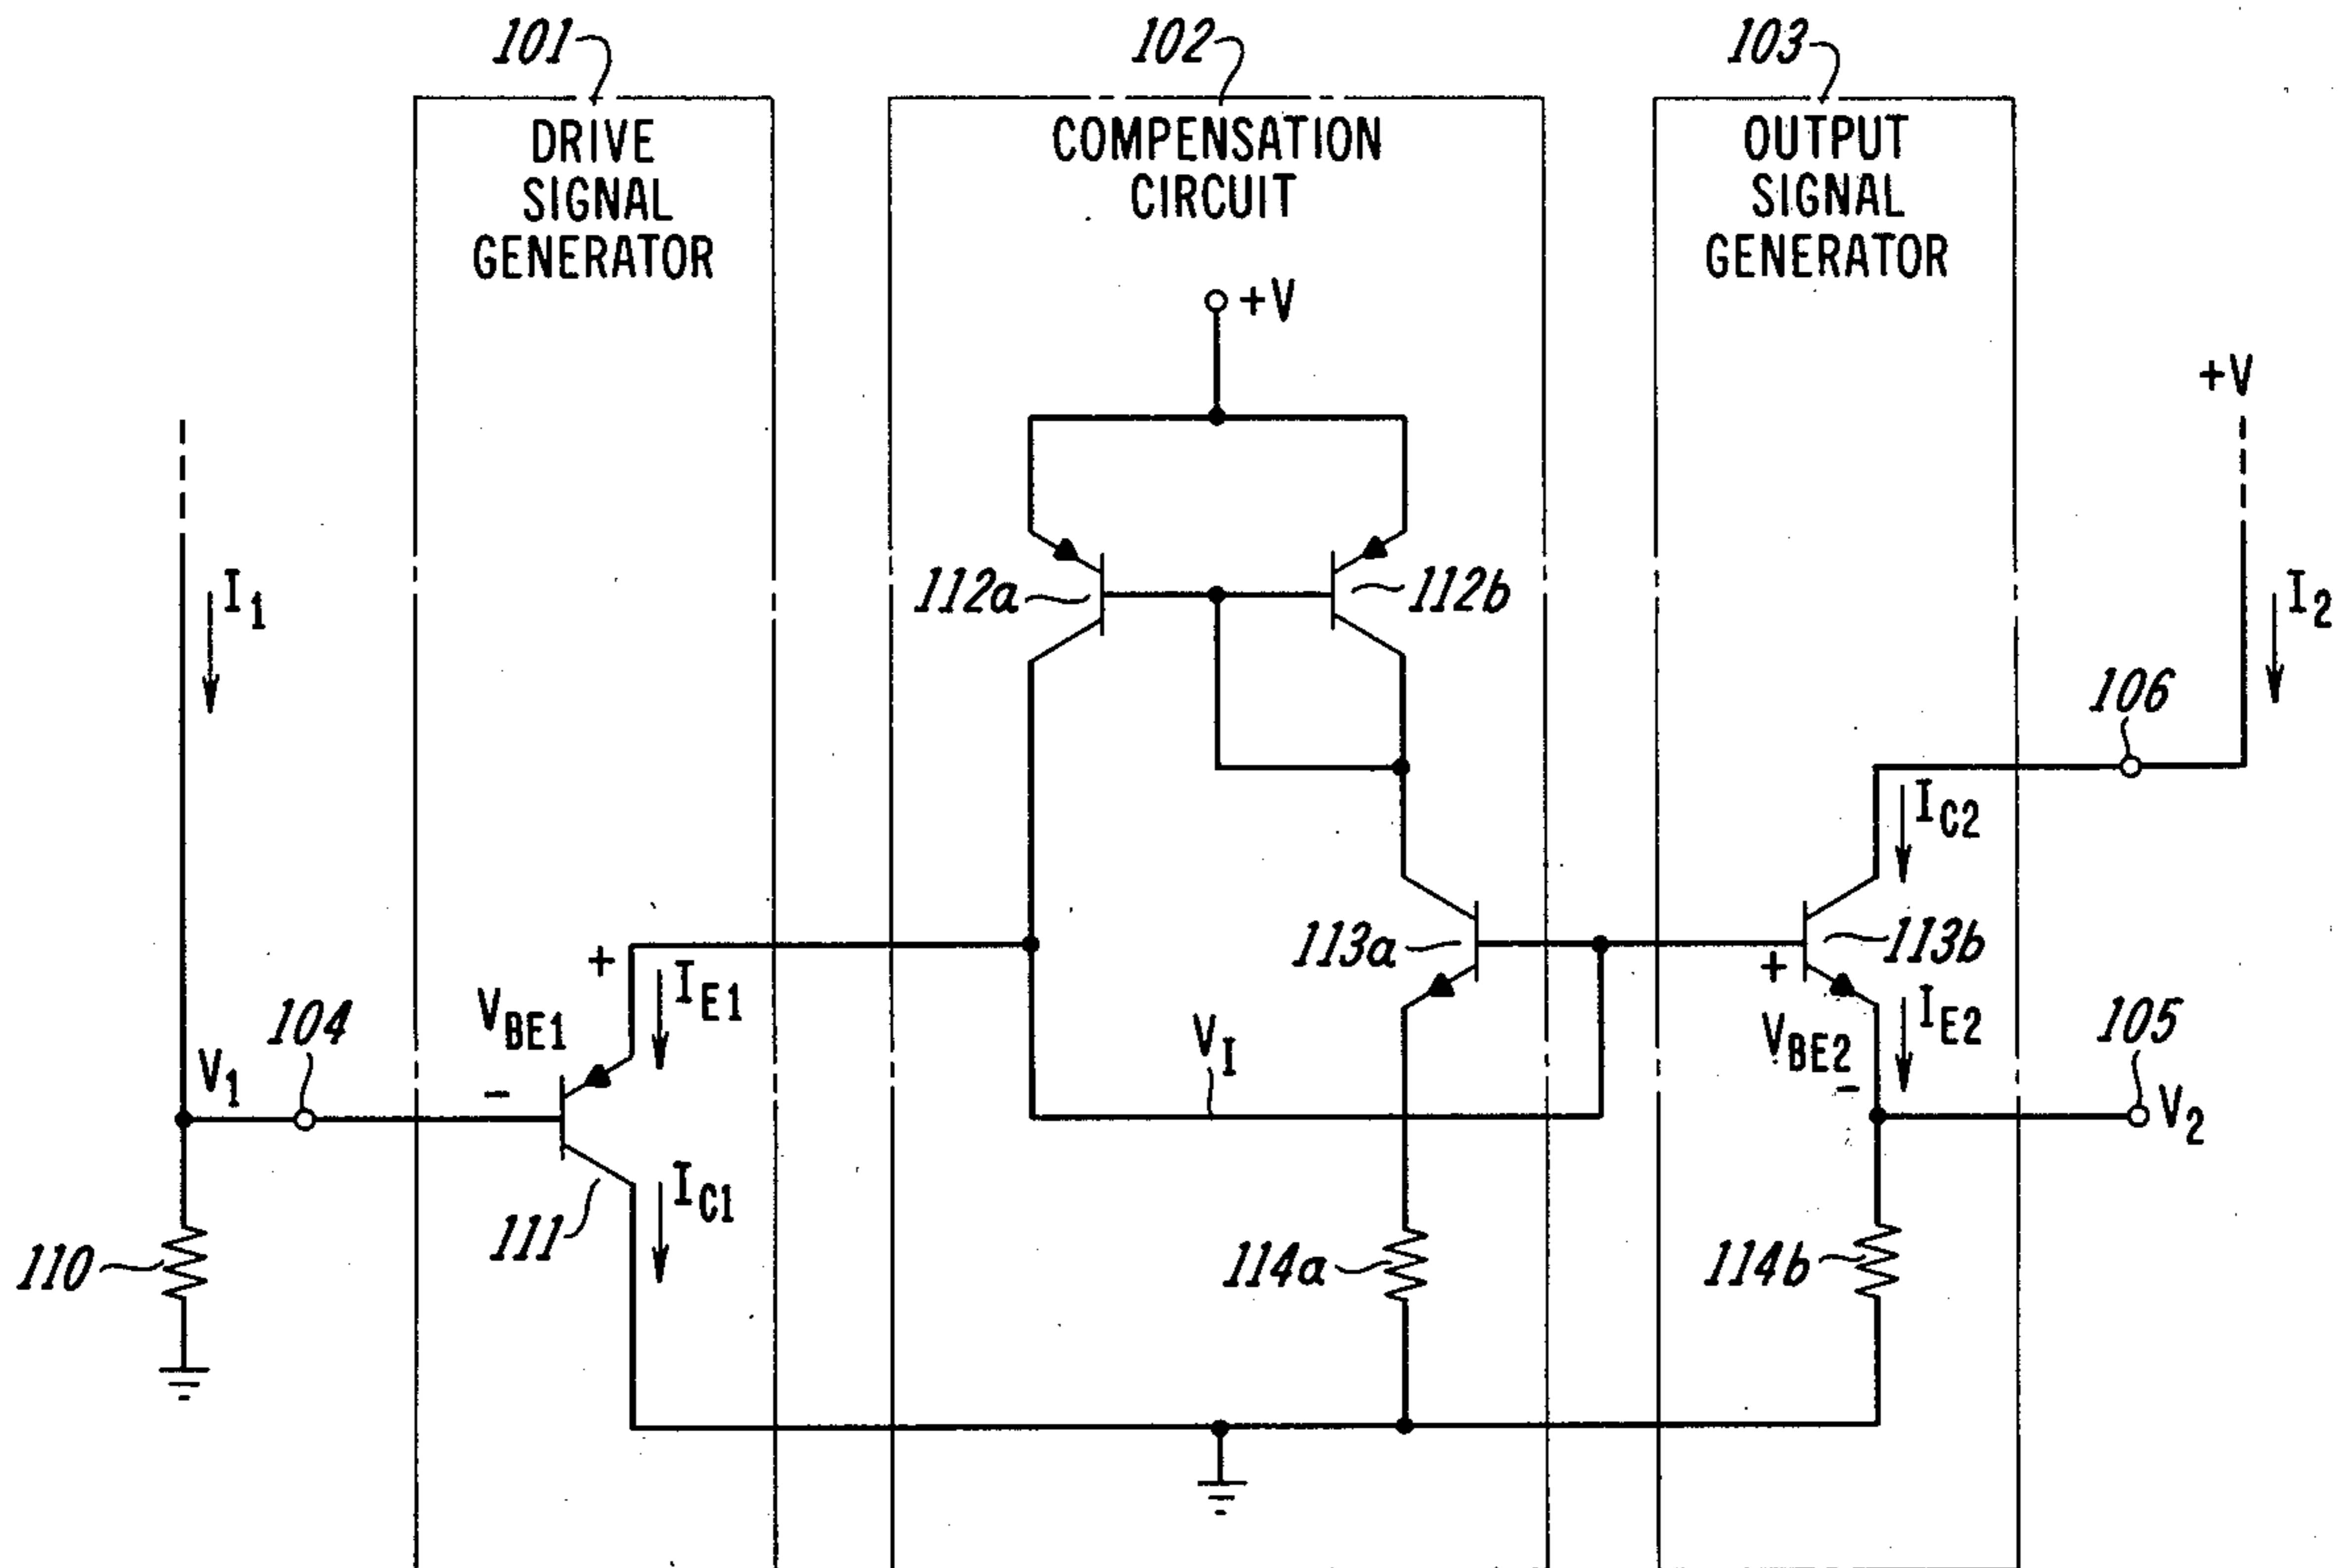 101
102
103
DRIVE
SIGNAL
GENERATOR
COMPENSATION
CIRCUIT
OUTPUT
SIGNAL
GENERATOR
+V
+V
I1
112a
112b
I2
106
IC2
113a
113b
+
IE1
+
IE2
VBE1
104
VI
VBE2
105
V1
-
-
V2
IC1
111
110
114a
114b